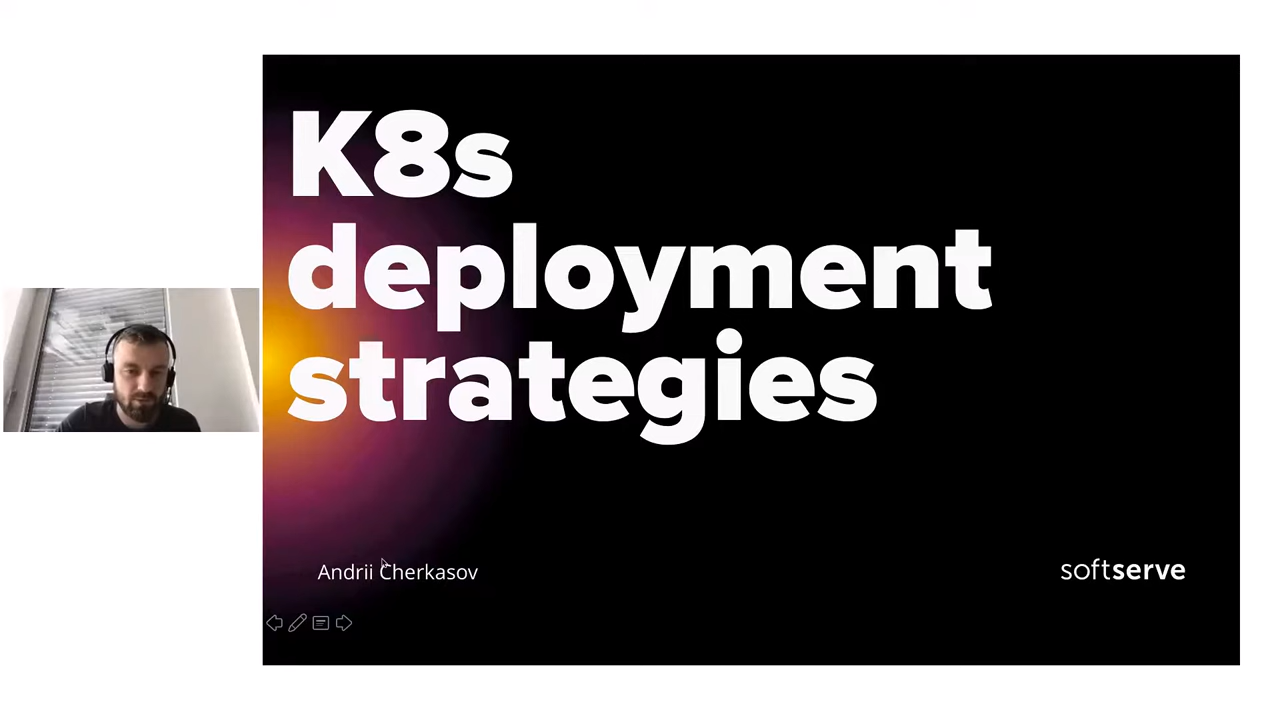 K8s
deployment
strategies
Andrii Cherkasov
softserve